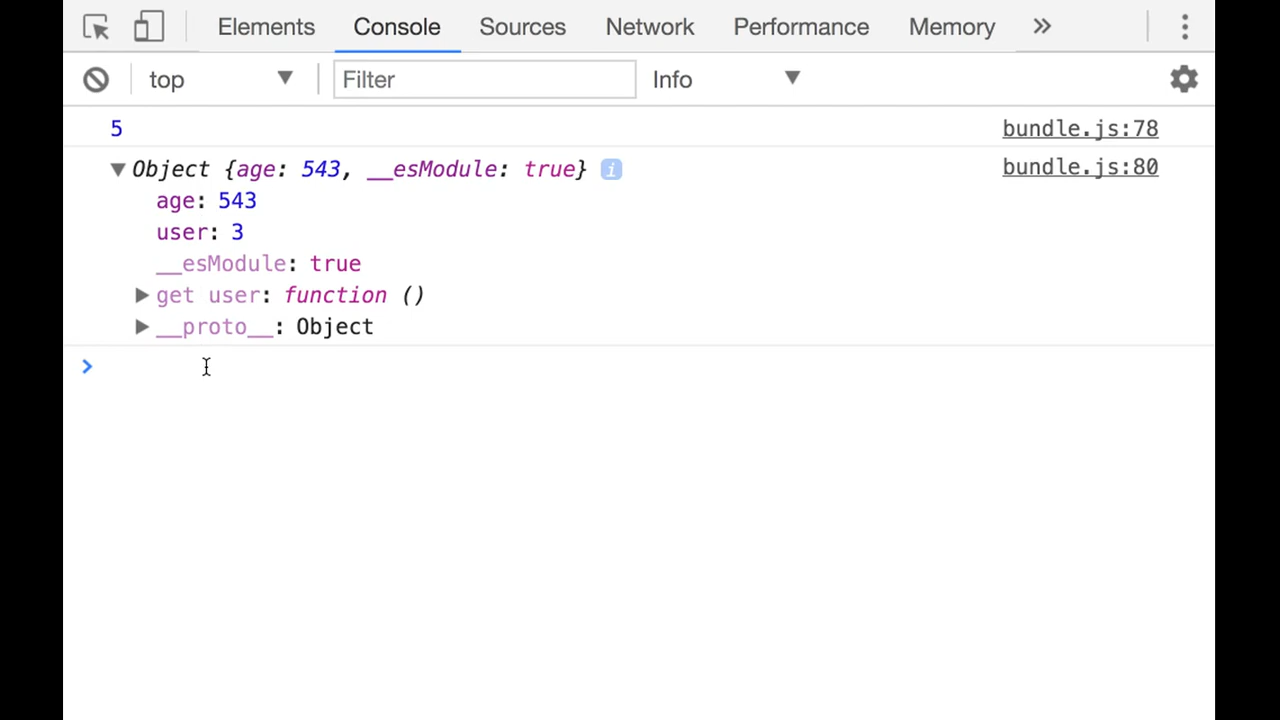 Elements Console Sources Network Performance Memory »
top Filter Info
5 bundle.js:78
Object {age: 543, __esModule: true} i bundle.js:80
age: 543
user: 3
__esModule: true
get user: function ()
__proto__: Object
>